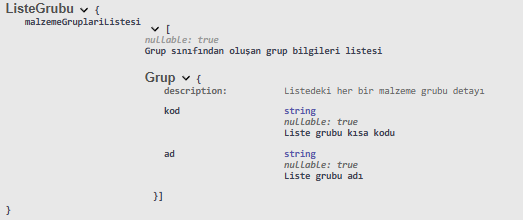 ListeGrubu {
malzemeGruplariListesi
[
nullable: true
Grup sınıfından oluşan grup bilgileri listesi
Grup {
description: Listedeki her bir malzeme grubu detayı
kod string
nullable: true
Liste grubu kısa kodu
ad string
nullable: true
Liste grubu adı
}]
}